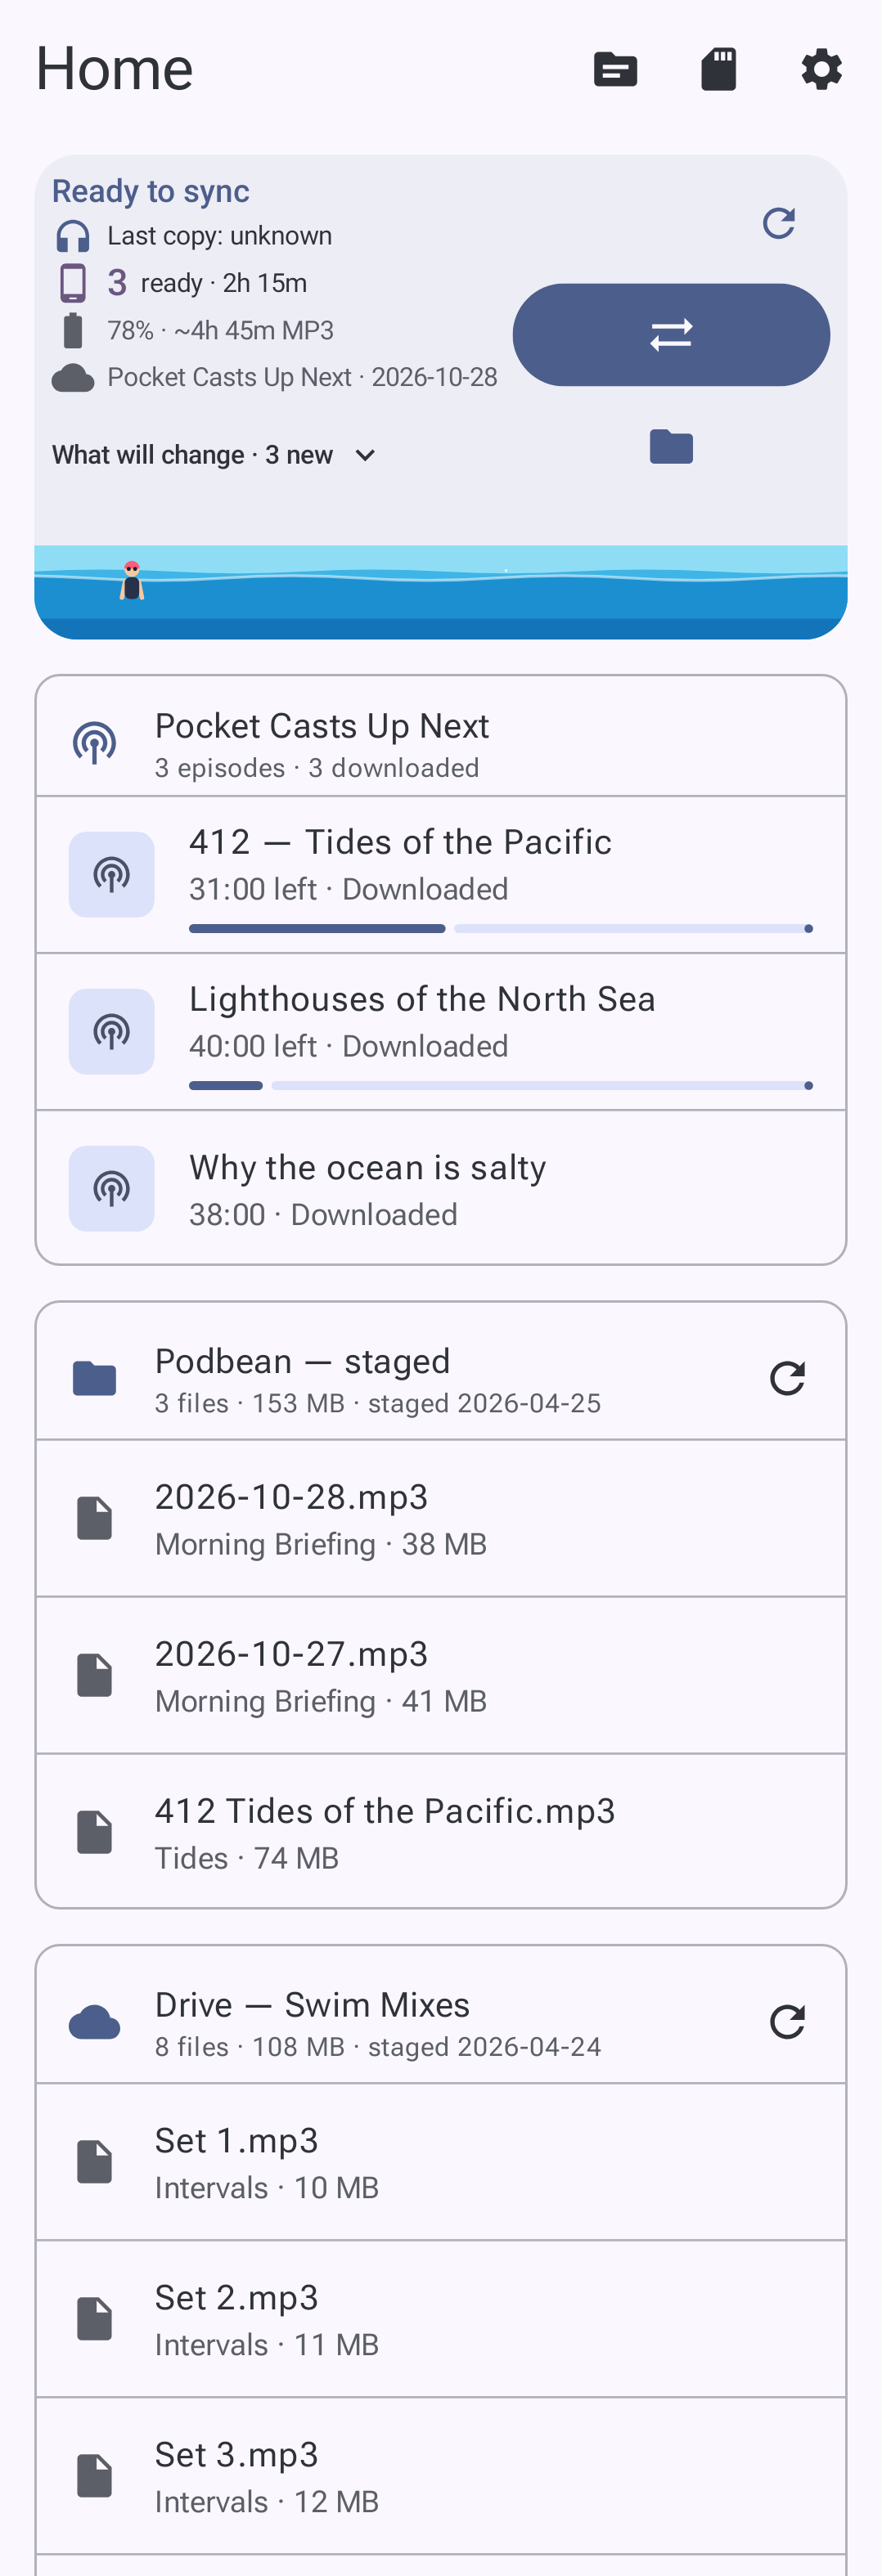 Home
Ready to sync
Last copy: unknown
3 ready · 2h 15m
78% · ~4h 45m MP3
Pocket Casts Up Next · 2026-10-28
What will change · 3 new
Pocket Casts Up Next
3 episodes · 3 downloaded
412 — Tides of the Pacific
31:00 left · Downloaded
Lighthouses of the North Sea
40:00 left · Downloaded
Why the ocean is salty
38:00 · Downloaded
Podbean — staged
3 files · 153 MB · staged 2026-04-25
2026-10-28.mp3
Morning Briefing · 38 MB
2026-10-27.mp3
Morning Briefing · 41 MB
412 Tides of the Pacific.mp3
Tides · 74 MB
Drive — Swim Mixes
8 files · 108 MB · staged 2026-04-24
Set 1.mp3
Intervals · 10 MB
Set 2.mp3
Intervals · 11 MB
Set 3.mp3
Intervals · 12 MB